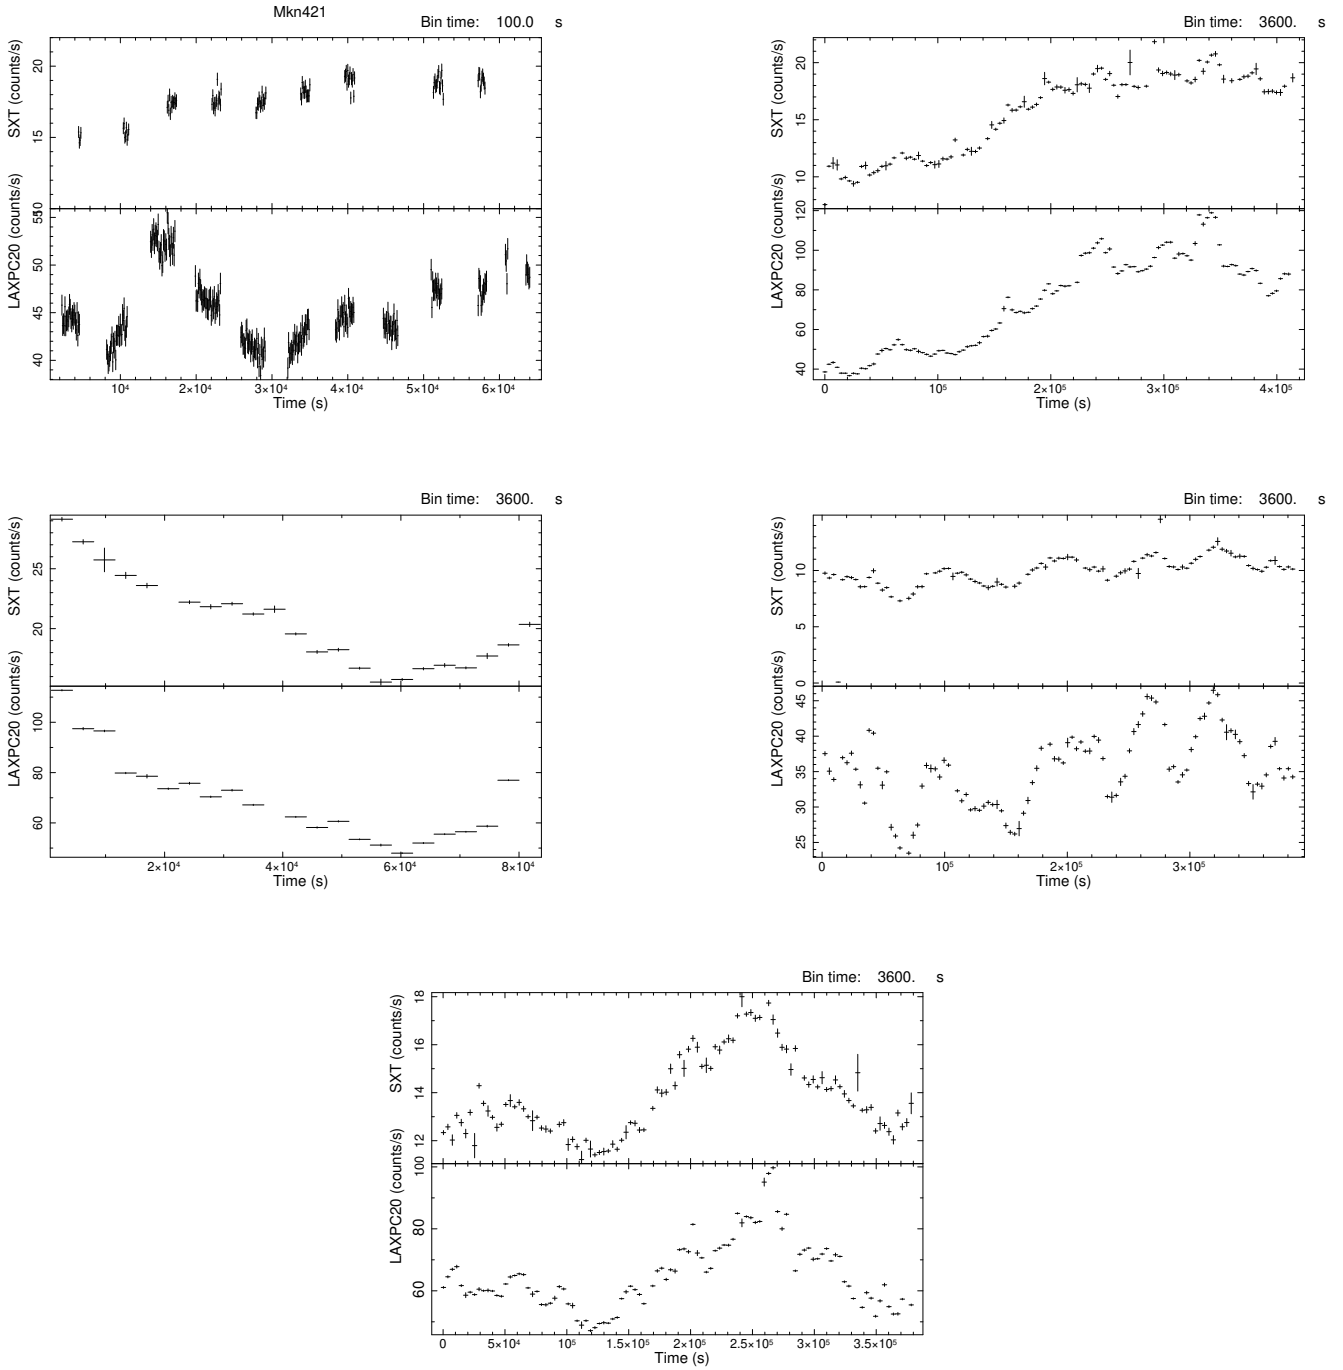 Mkn421
Bin time: 100.0 s
SXT (counts/s)
20
15
50
LAXPC20 (counts/s)
55
50
45
40
10⁴ 2×10⁴ 3×10⁴ 4×10⁴ 5×10⁴ 6×10⁴
Time (s)
Bin time: 3600. s
SXT (counts/s)
20
15
10
20
LAXPC20 (counts/s)
120
100
80
60
40
0 10⁵ 2×10⁵ 3×10⁵ 4×10⁵
Time (s)
Bin time: 3600. s
SXT (counts/s)
25
20
LAXPC20 (counts/s)
100
80
60
2×10⁴ 4×10⁴ 6×10⁴ 8×10⁴
Time (s)
Bin time: 3600. s
SXT (counts/s)
10
5
0
LAXPC20 (counts/s)
45
40
35
30
25
0 10⁵ 2×10⁵ 3×10⁵
Time (s)
Bin time: 3600. s
SXT (counts/s)
18
16
14
12
100
LAXPC20 (counts/s)
100
80
60
0 5×10⁴ 10⁵ 1.5×10⁵ 2×10⁵ 2.5×10⁵ 3×10⁵ 3.5×10⁵
Time (s)